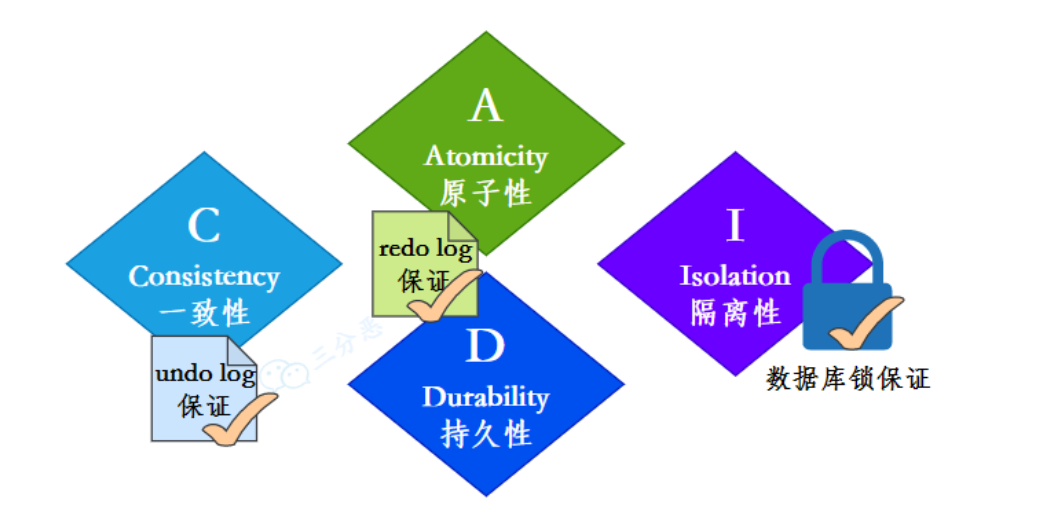 A
Atomicity
原子性
redo log
保证
C
Consistency
一致性
undo log
保证
三分恶
D
Durability
持久性
I
Isolation
隔离性
数据库锁保证